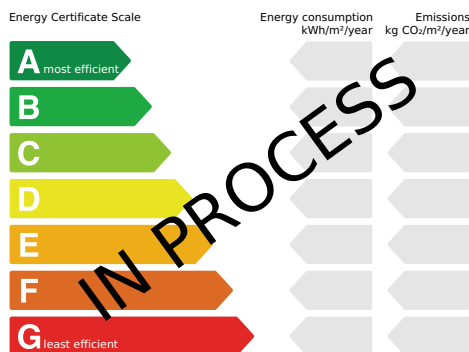 Energy Certificate Scale
Energy consumption
kWh/m²/year
Emissions
kg CO₂/m²/year
A most efficient
B
C
D
E
F
G least efficient
IN PROCESS